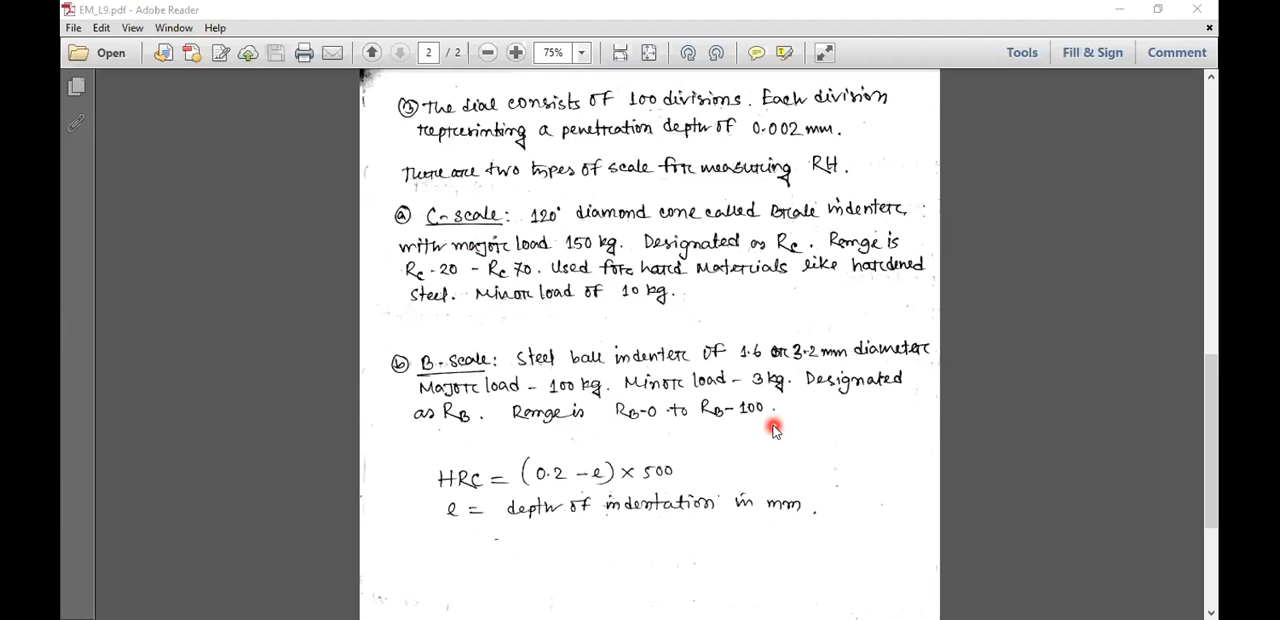 EM_L9.pdf - Adobe Reader
File Edit View Window Help
Open 2 / 2 75% Tools Fill & Sign Comment
③ The dial consists of 100 divisions. Each division
representing a penetration depth of 0.002 mm.
There are two types of scale for measuring RH.
ⓐ C-scale: 120° diamond cone called Brale indenter,
with major load 150 kg. Designated as Rc. Range is
Rc-20 - Rc 70. Used for hard materials like hardened
steel. Minor load of 10 kg.
ⓑ B-scale: Steel ball indenter of 1.6 or 3.2 mm diameter
Major load - 100 kg. Minor load - 3 kg. Designated
as RB. Range is RB-0 to RB-100.
HRC = (0.2 - e) × 500
e = depth of indentation in mm.